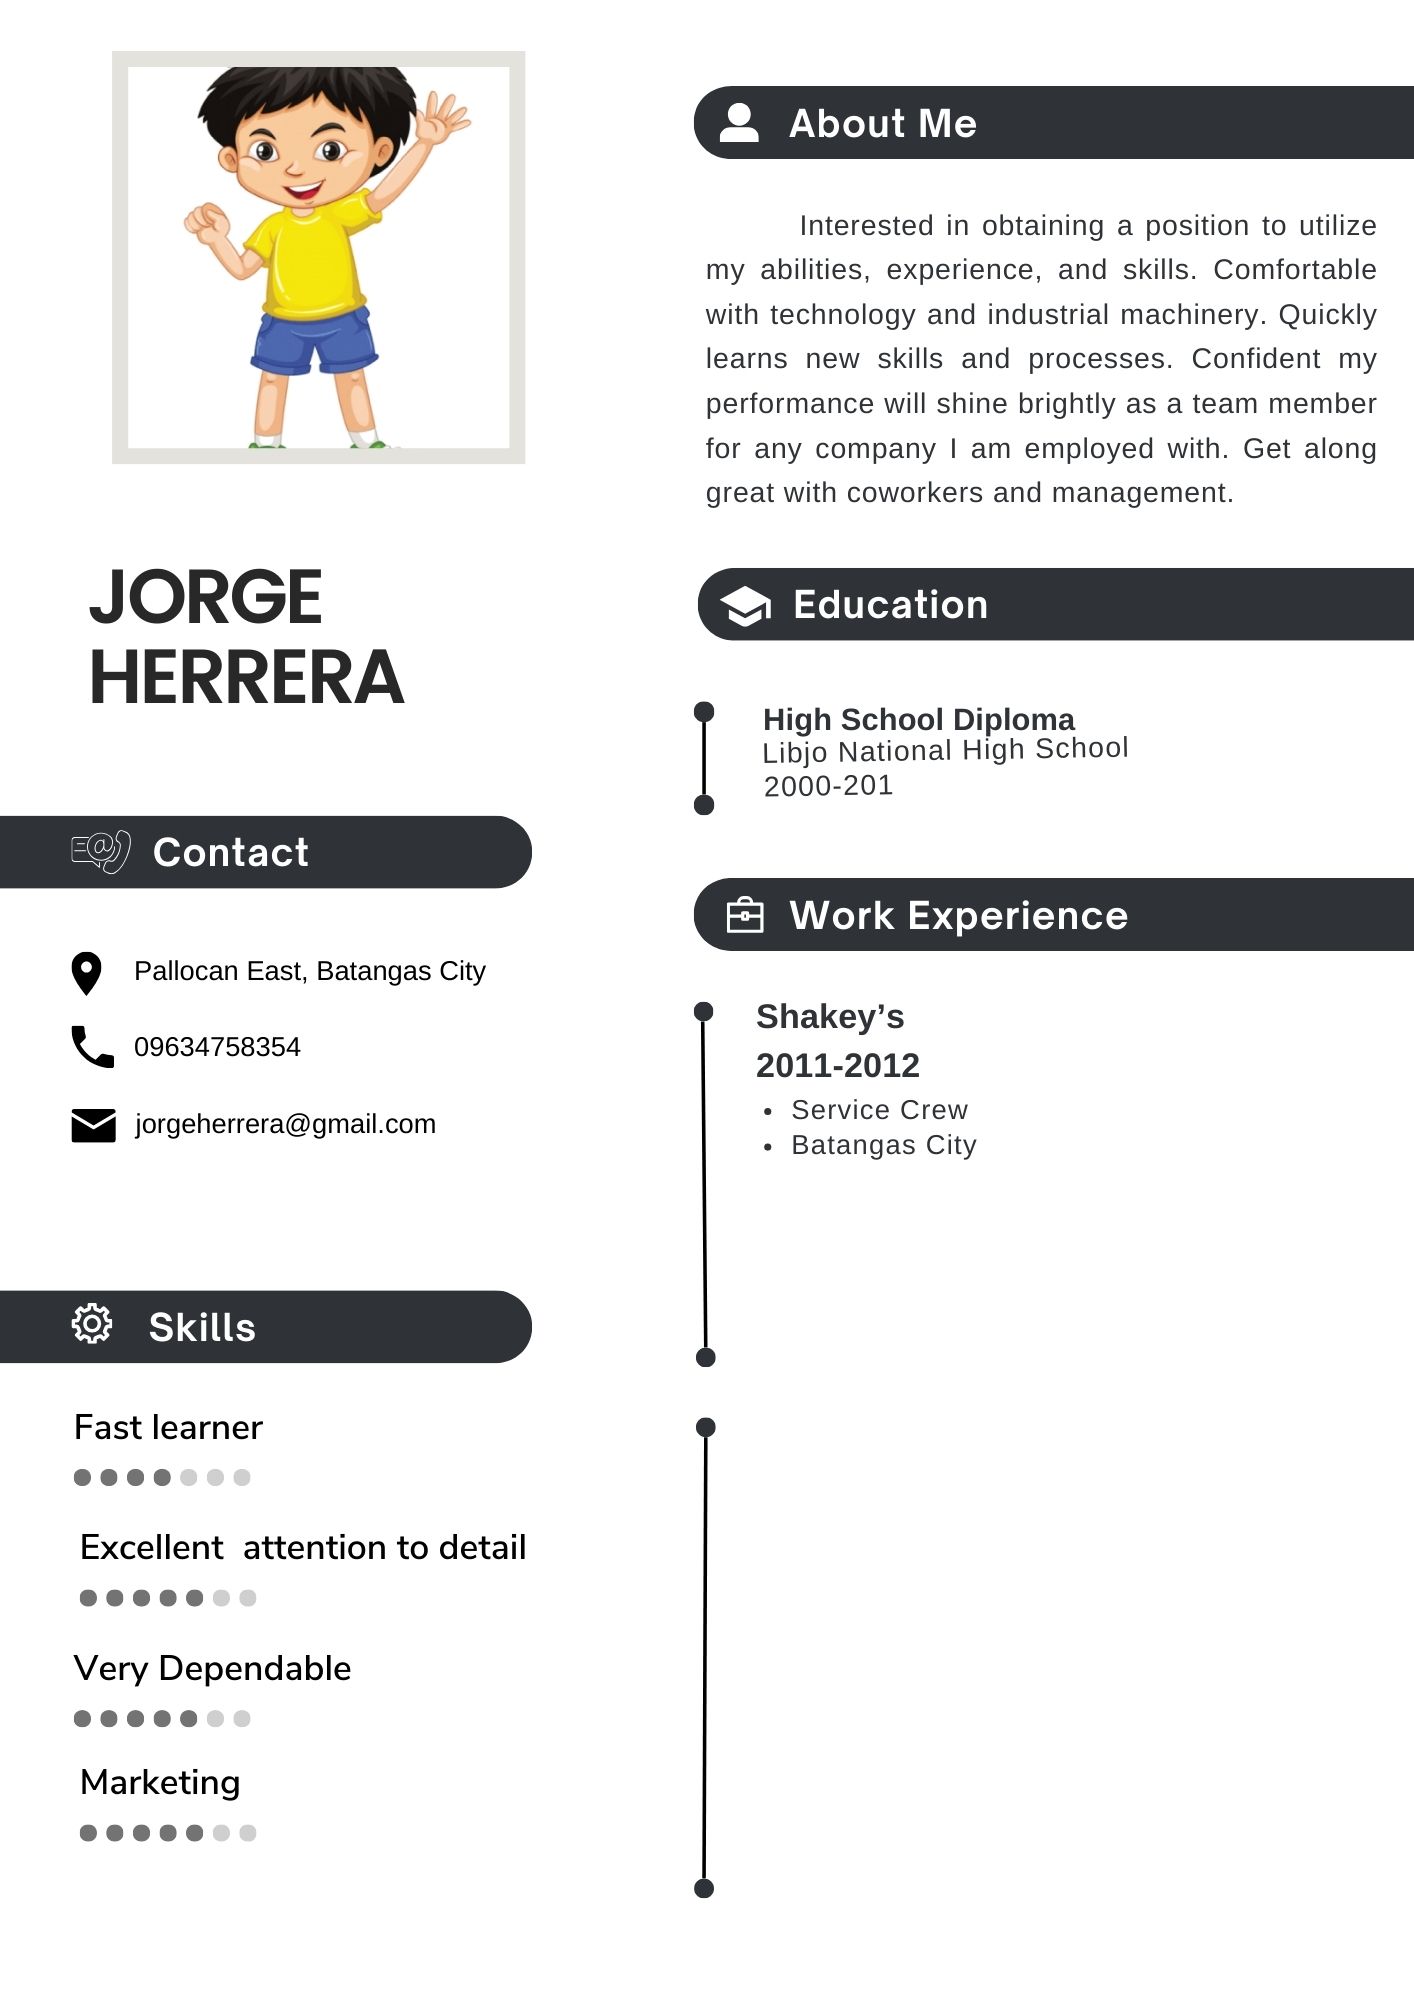 JORGE
HERRERA
Contact
Pallocan East, Batangas City
09634758354
jorgeherrera@gmail.com
Skills
Fast learner
Excellent  attention to detail
Very Dependable
Marketing
About Me
Interested in obtaining a position to utilize
my abilities, experience, and skills. Comfortable
with technology and industrial machinery. Quickly
learns new skills and processes. Confident my
performance will shine brightly as a team member
for any company I am employed with. Get along
great with coworkers and management.
Education
High School Diploma
Libjo National High School
2000-201
Work Experience
Shakey’s
2011-2012
• Service Crew
• Batangas City